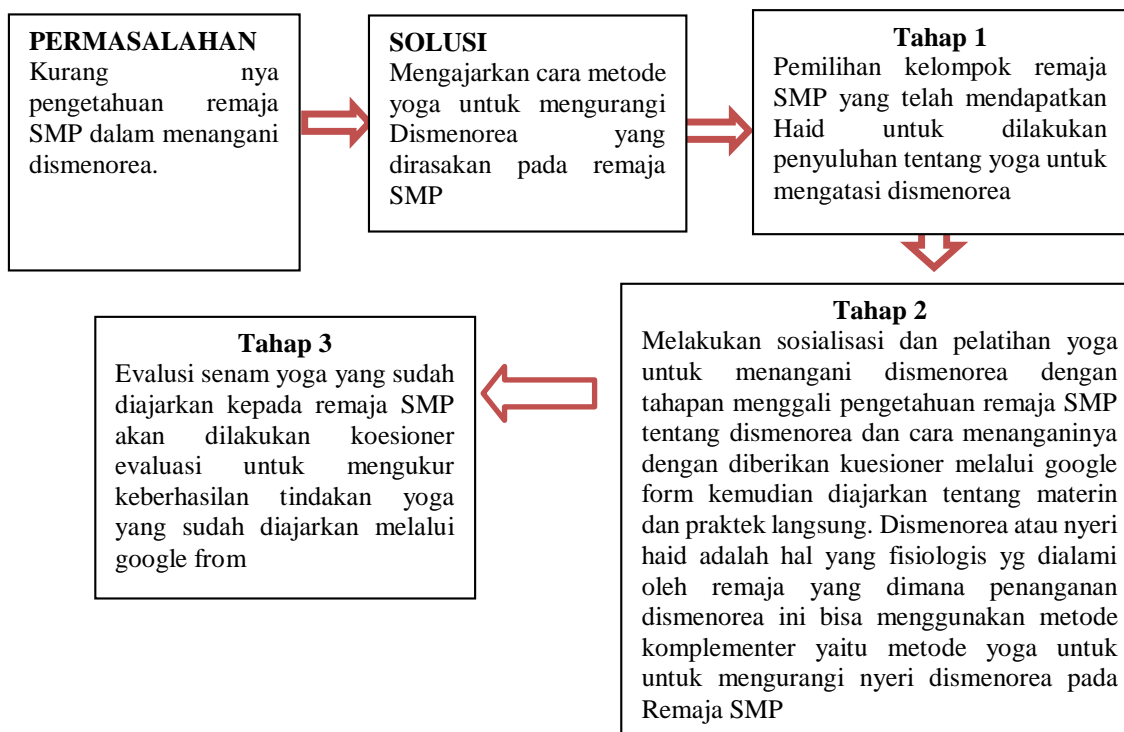 PERMASALAHAN
Kurang nya
pengetahuan remaja
SMP dalam menangani
dismenorea.
SOLUSI
Mengajarkan cara metode
yoga untuk mengurangi
Dismenorea yang
dirasakan pada remaja
SMP
Tahap 1
Pemilihan kelompok remaja
SMP yang telah mendapatkan
Haid untuk dilakukan
penyuluhan tentang yoga untuk
mengatasi dismenorea
Tahap 2
Melakukan sosialisasi dan pelatihan yoga
untuk menangani dismenorea dengan
tahapan menggali pengetahuan remaja SMP
tentang dismenorea dan cara menanganinya
dengan diberikan kuesioner melalui google
form kemudian diajarkan tentang materin
dan praktek langsung. Dismenorea atau nyeri
haid adalah hal yang fisiologis yg dialami
oleh remaja yang dimana penanganan
dismenorea ini bisa menggunakan metode
komplementer yaitu metode yoga untuk
untuk mengurangi nyeri dismenorea pada
Remaja SMP
Tahap 3
Evalusi senam yoga yang sudah
diajarkan kepada remaja SMP
akan dilakukan koesioner
evaluasi untuk mengukur
keberhasilan tindakan yoga
yang sudah diajarkan melalui
google from